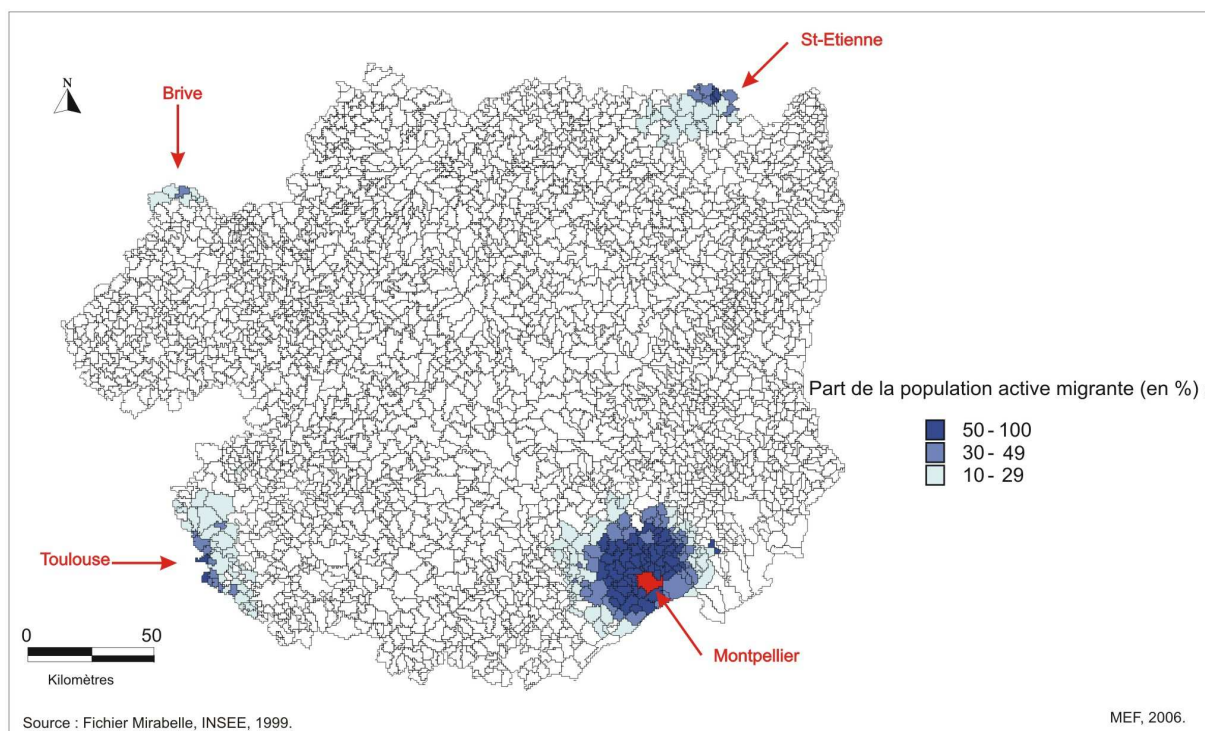 St-Etienne
N
Brive
Part de la population active migrante (en %)
50 - 100
30 - 49
10 - 29
Toulouse
Montpellier
0 50
Kilomètres
Source : Fichier Mirabelle, INSEE, 1999.
MEF, 2006.